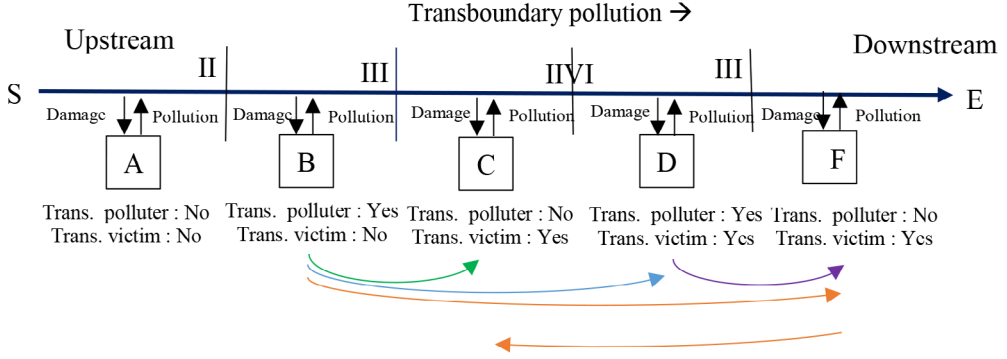 Transboundary pollution →
Upstream
Downstream
II III IIVI III
S E
Damage Pollution Damage Pollution Damage Pollution Damage Pollution Damage Pollution
A B C D F
Trans. polluter : No Trans. polluter : Yes Trans. polluter : No Trans. polluter : Yes Trans. polluter : No
Trans. victim : No Trans. victim : No Trans. victim : Yes Trans. victim : Yes Trans. victim : Yes